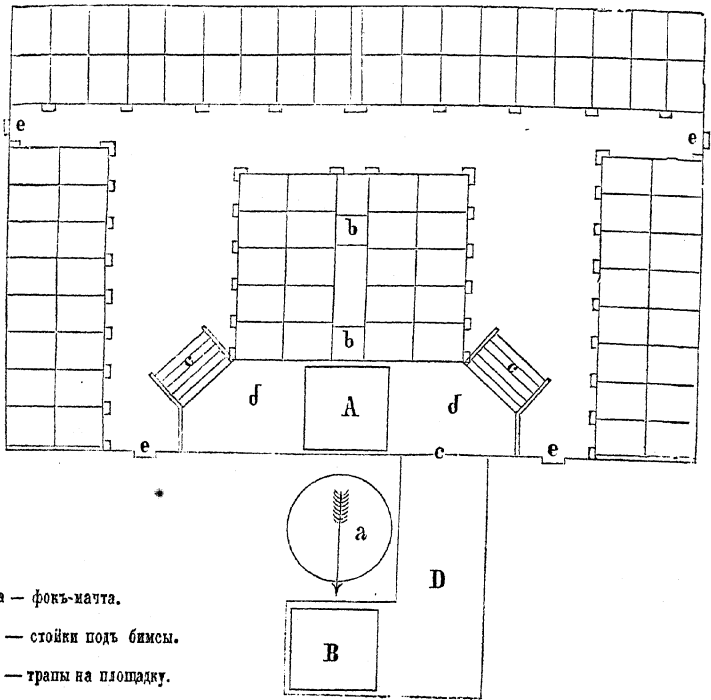 e e
b
b
c c
d A d
e c e
a
D
B
а — фокъ-мачта.
— стойки подъ бимсы.
— трапы на площадку.